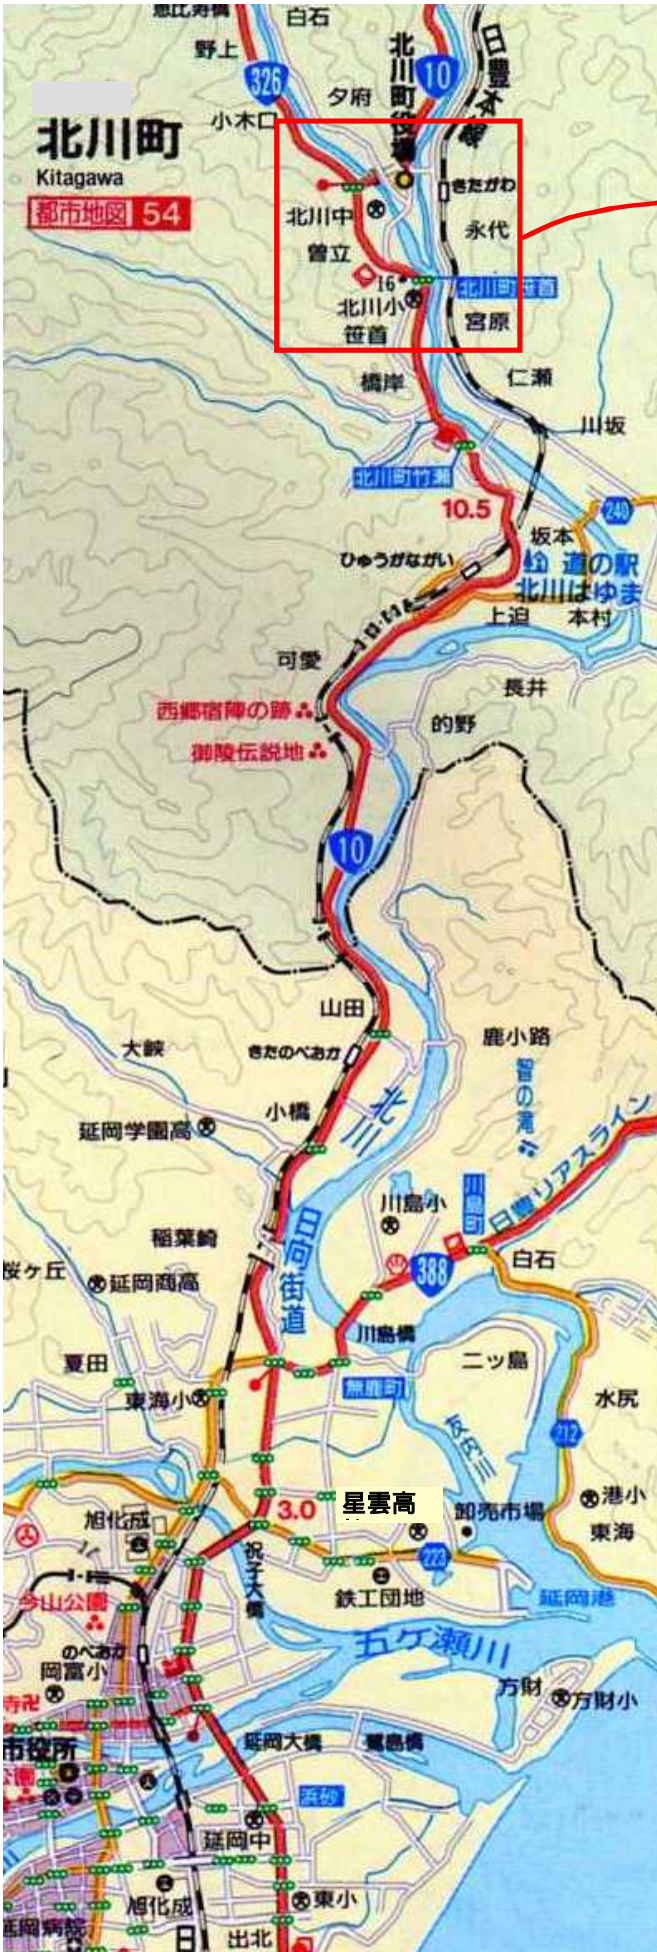 恵比寿橋
白石
野上
326
夕府
北川町役場
10
日豊本線
小木口
北川町
Kitagawa
都市地図 54
きたがわ
北川中
永代
曽立
16
北川町笹首
北川小
宮原
笹首
橋岸
仁瀬
川坂
北川町竹瀬
10.5
240
坂本
ひゅうがながい
道の駅
北川はゆま
上迫
本村
可愛
長井
西郷宿陣の跡
的野
御陵伝説地
10
山田
大峡
きたのべおか
鹿小路
小橋
北川
智の滝
延岡学園高
日豊リアスライン
川島小
川島町
稲葉崎
日向街道
388
白石
桜ヶ丘
延岡商高
川島橋
二ッ島
夏田
無鹿町
水尻
東海小
友内川
212
3.0
星雲高
卸売市場
港小
旭化成
東海
祝子大橋
223
鉄工団地
延岡港
今山公園
のべおか
五ケ瀬川
岡富小
方財
方財小
寺卍
市役所
延岡大橋
鷺島橋
公園
浜砂
延岡中
旭化成
東小
延岡病院
日
出北